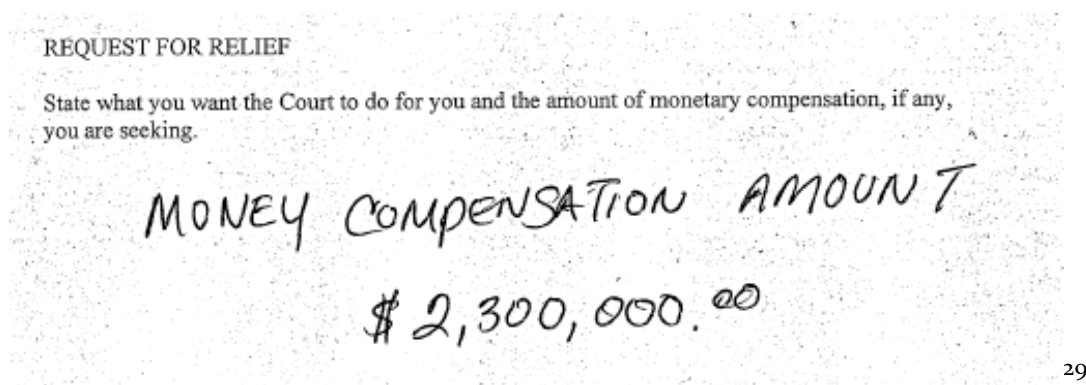 REQUEST FOR RELIEF
State what you want the Court to do for you and the amount of monetary compensation, if any,
you are seeking.
MONEY COMPENSATION AMOUNT
$ 2,300,000.00
29